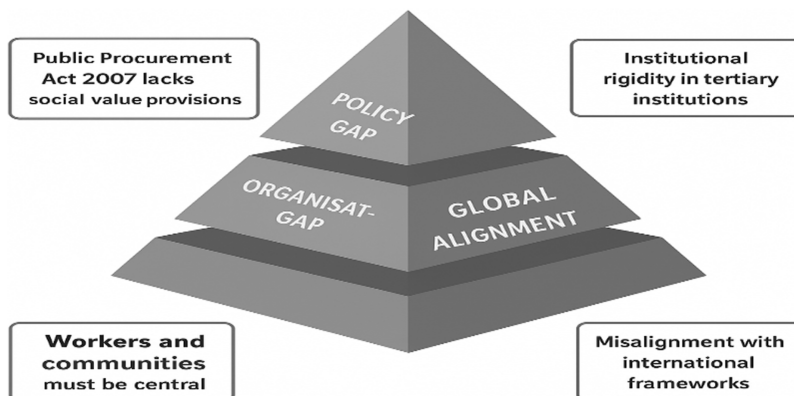 Public Procurement
Act 2007 lacks
social value provisions
Institutional
rigidity in tertiary
institutions
POLICY
GAP
ORGANISAT-
GAP
GLOBAL
ALIGNMENT
Workers and
communities
must be central
Misalignment with
international
frameworks